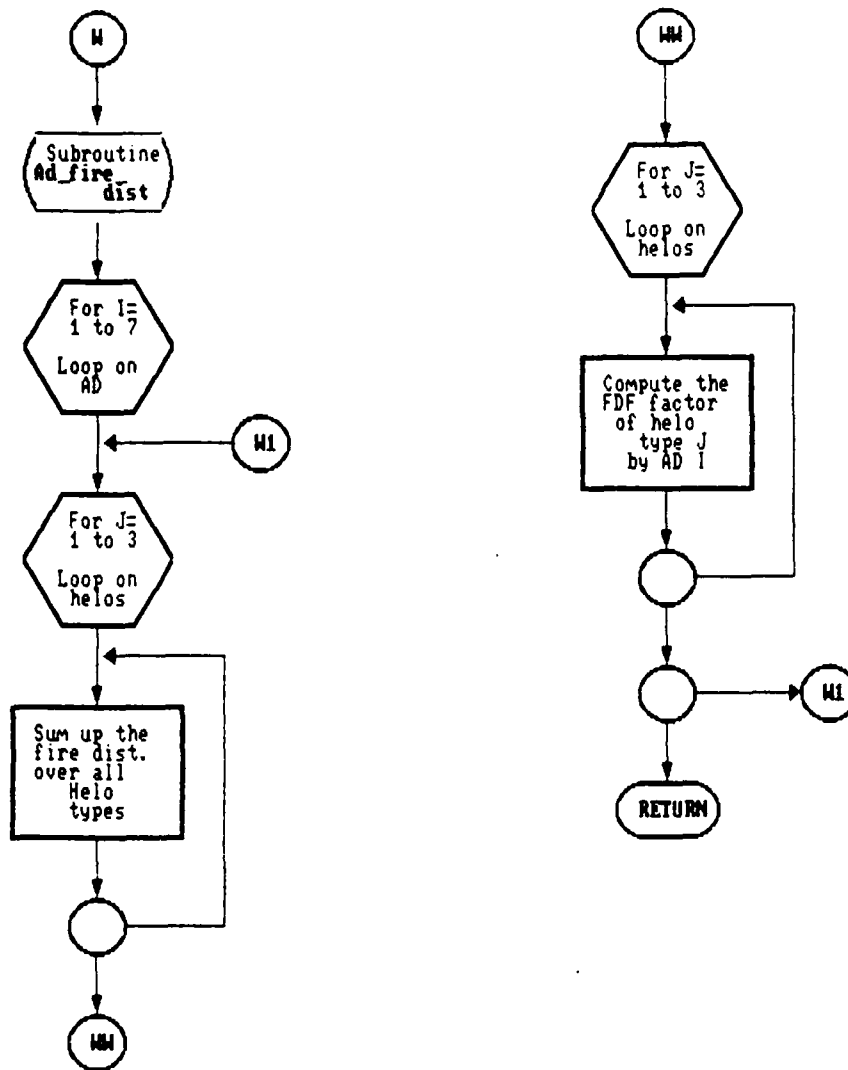 W
Subroutine
Ad_fire_
dist
For I=
1 to 7
Loop on
AD
W1
For J=
1 to 3
Loop on
helos
Sum up the
fire dist.
over all
Helo
types
WW
WW
For J=
1 to 3
Loop on
helos
Compute the
FDF factor
of helo
type J
by AD I
W1
RETURN